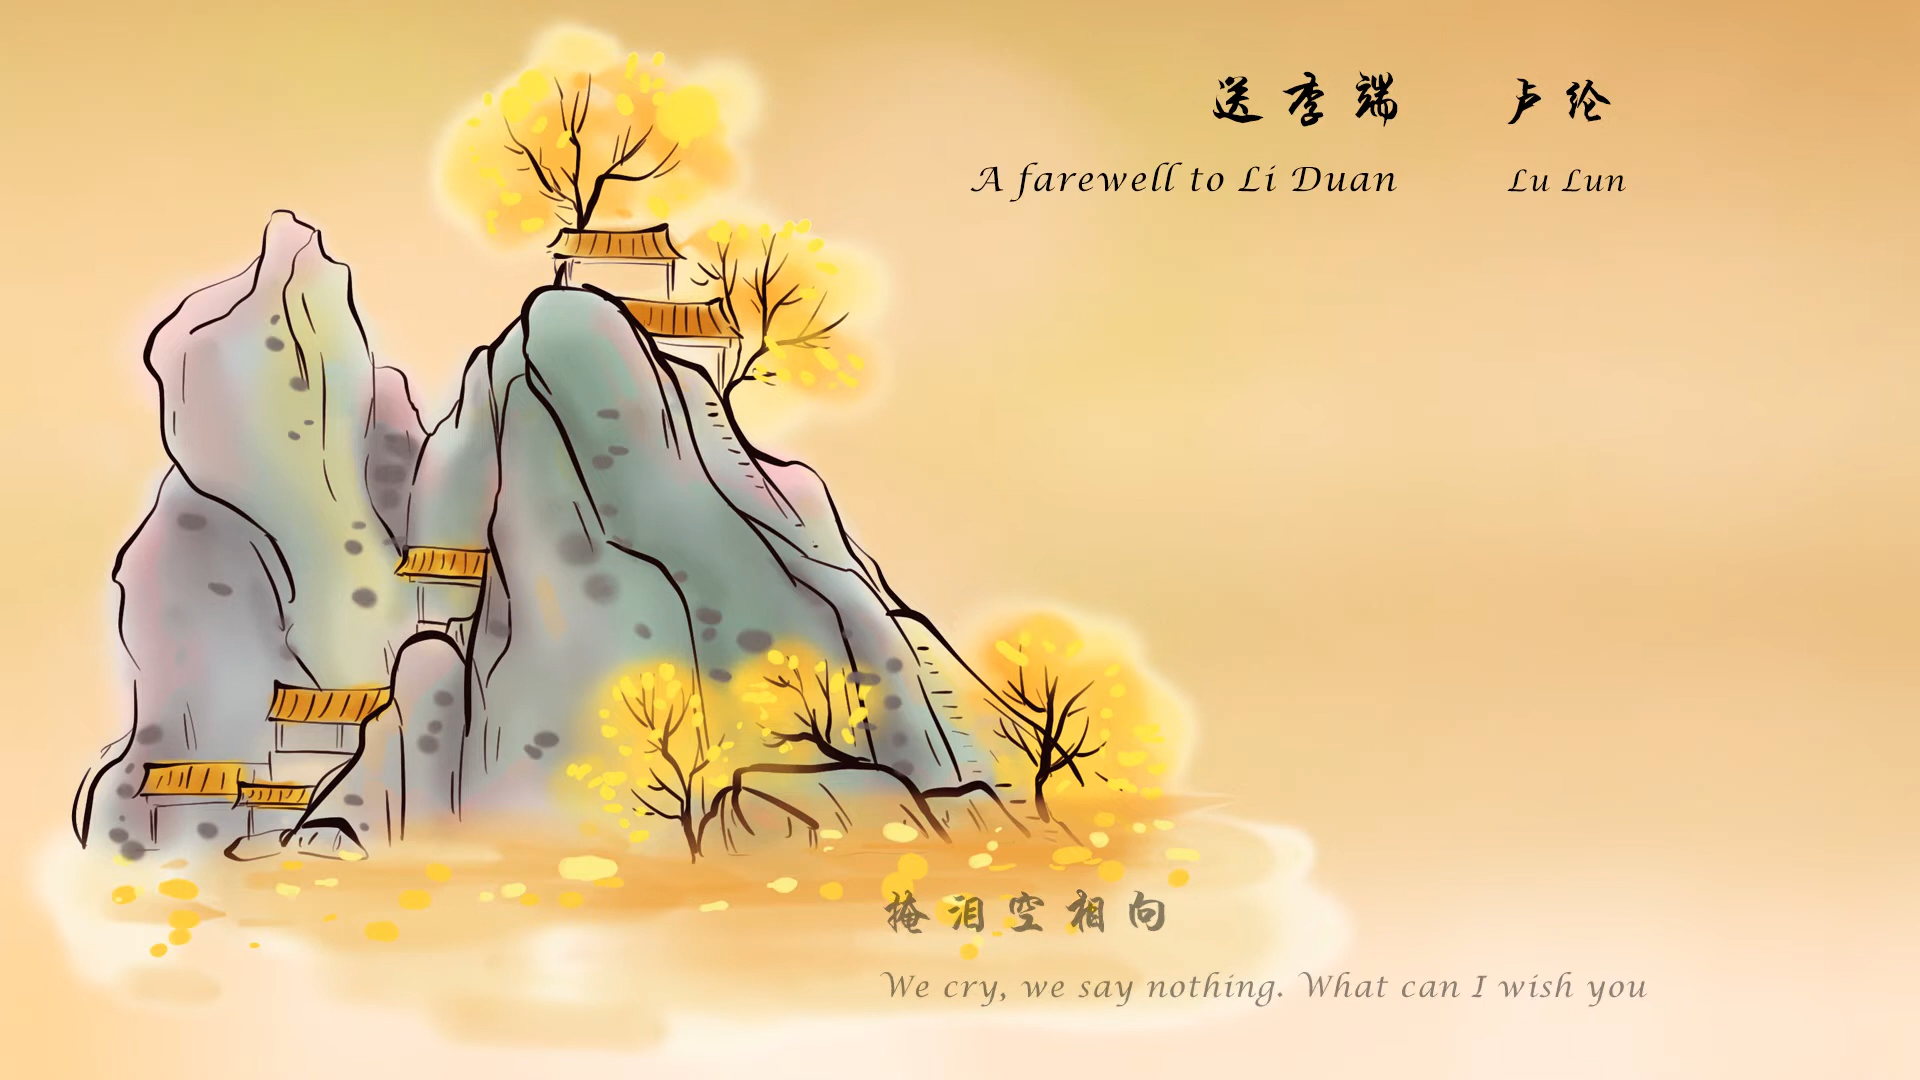 送季端 卢纶
A farewell to Li Duan Lu Lun
掩泪空相向
We cry, we say nothing. What can I wish you